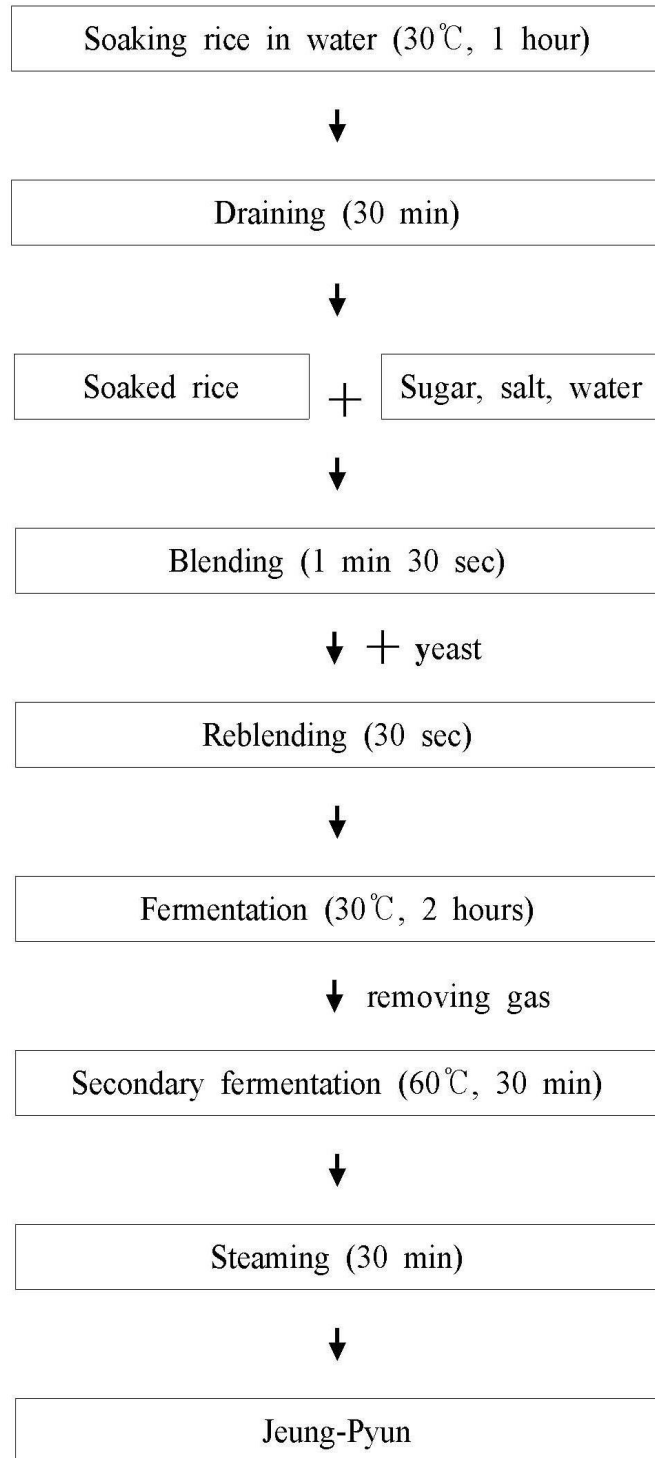 Soaking rice in water (30℃, 1 hour)
Draining (30 min)
Soaked rice + Sugar, salt, water
Blending (1 min 30 sec)
+ yeast
Reblending (30 sec)
Fermentation (30℃, 2 hours)
removing gas
Secondary fermentation (60℃, 30 min)
Steaming (30 min)
Jeung-Pyun